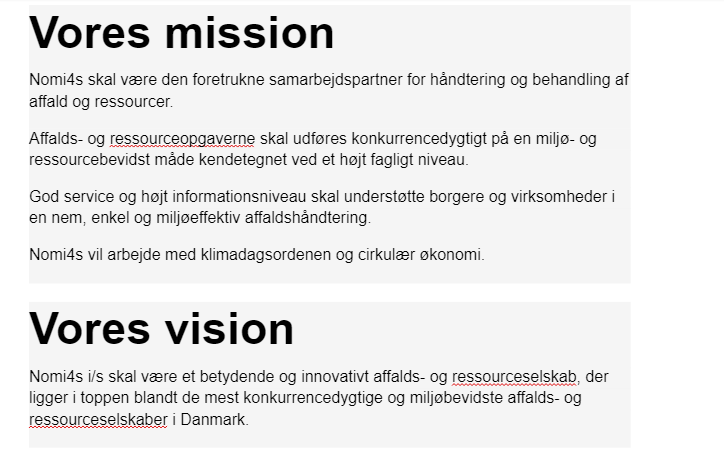 Vores mission
Nomi4s skal være den foretrukne samarbejdspartner for håndtering og behandling af
affald og ressourcer.
Affalds- og ressourceopgaverne skal udføres konkurrencedygtigt på en miljø- og
ressourcebevidst måde kendetegnet ved et højt fagligt niveau.
God service og højt informationsniveau skal understøtte borgere og virksomheder i
en nem, enkel og miljøeffektiv affaldshåndtering.
Nomi4s vil arbejde med klimadagsordenen og cirkulær økonomi.
Vores vision
Nomi4s i/s skal være et betydende og innovativt affalds- og ressourceselskab, der
ligger i toppen blandt de mest konkurrencedygtige og miljøbevidste affalds- og
ressourceselskaber i Danmark.